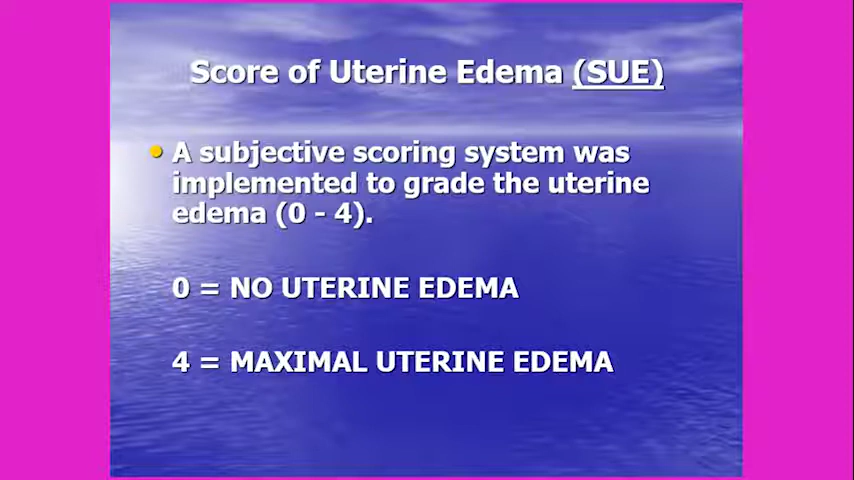 Score of Uterine Edema (SUE)
• A subjective scoring system was
implemented to grade the uterine
edema (0 - 4).
0 = NO UTERINE EDEMA
4 = MAXIMAL UTERINE EDEMA